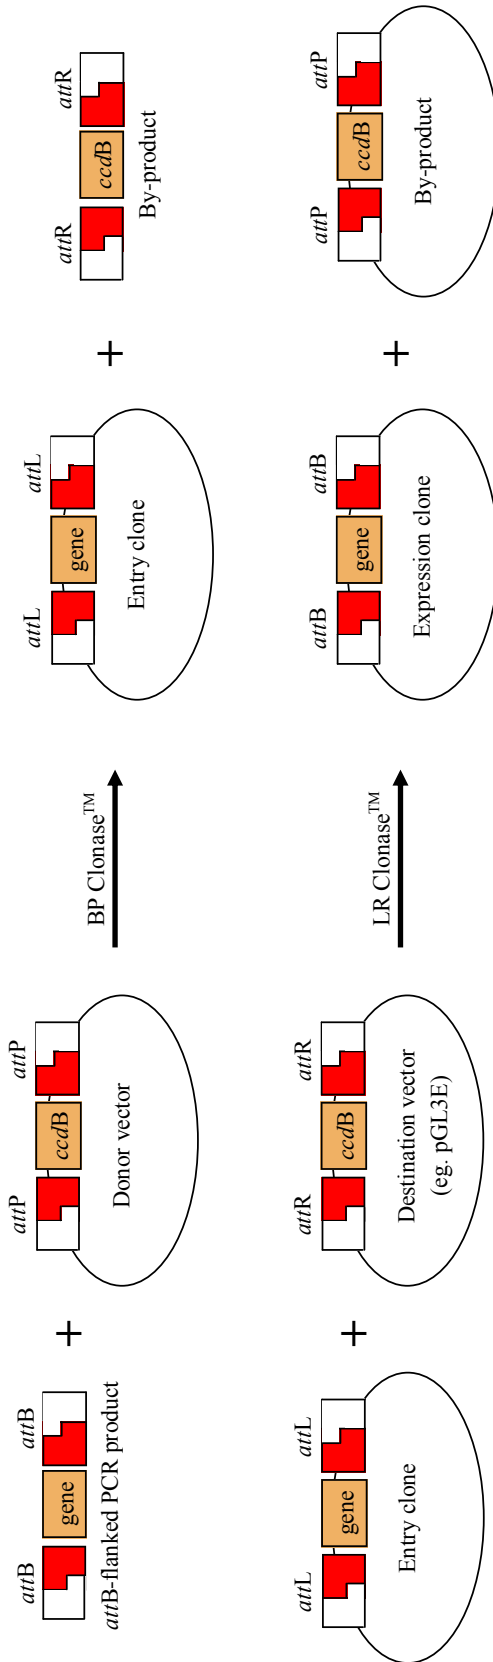 attB
attB
gene
attB-flanked PCR product
+
attP
attP
ccdB
Donor vector
BP Clonase™
attL
attL
gene
Entry clone
+
attR
attR
ccdB
By-product
attL
attL
gene
Entry clone
+
attR
attR
ccdB
Destination vector
(eg. pGL3E)
LR Clonase™
attB
attB
gene
Expression clone
+
attP
attP
ccdB
By-product